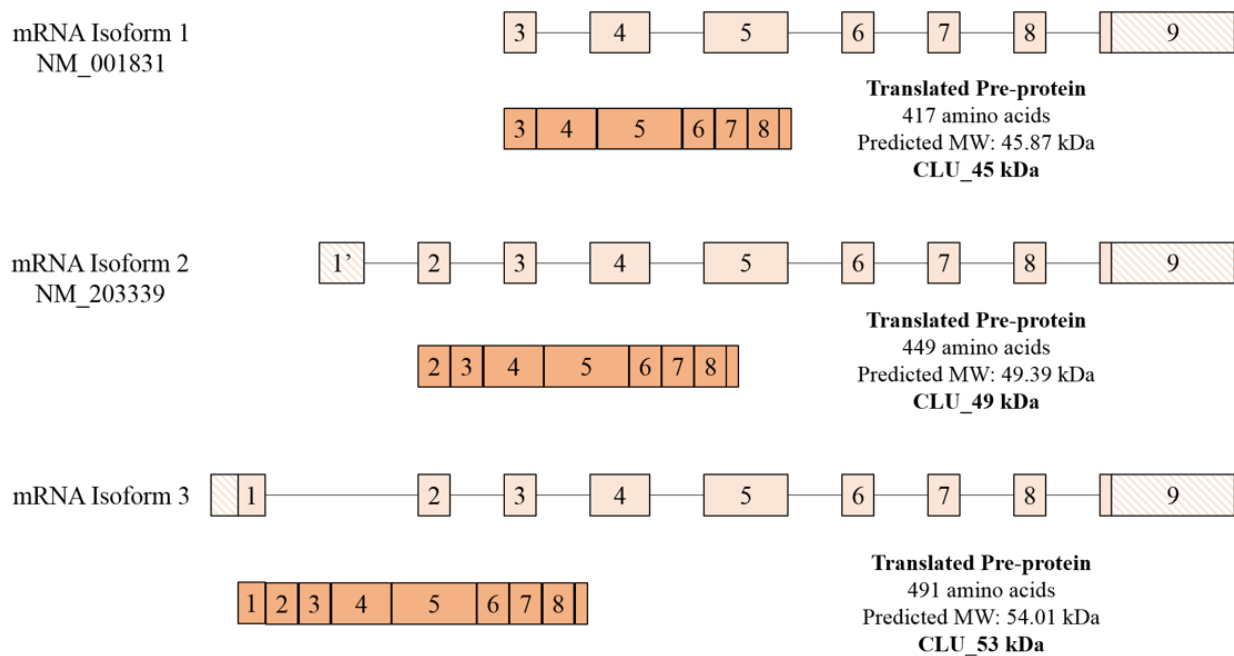 mRNA Isoform 1
NM_001831
3 4 5 6 7 8 9
3 4 5 6 7 8
Translated Pre-protein
417 amino acids
Predicted MW: 45.87 kDa
CLU_45 kDa
mRNA Isoform 2
NM_203339
1’ 2 3 4 5 6 7 8 9
2 3 4 5 6 7 8
Translated Pre-protein
449 amino acids
Predicted MW: 49.39 kDa
CLU_49 kDa
mRNA Isoform 3
1 2 3 4 5 6 7 8 9
1 2 3 4 5 6 7 8
Translated Pre-protein
491 amino acids
Predicted MW: 54.01 kDa
CLU_53 kDa